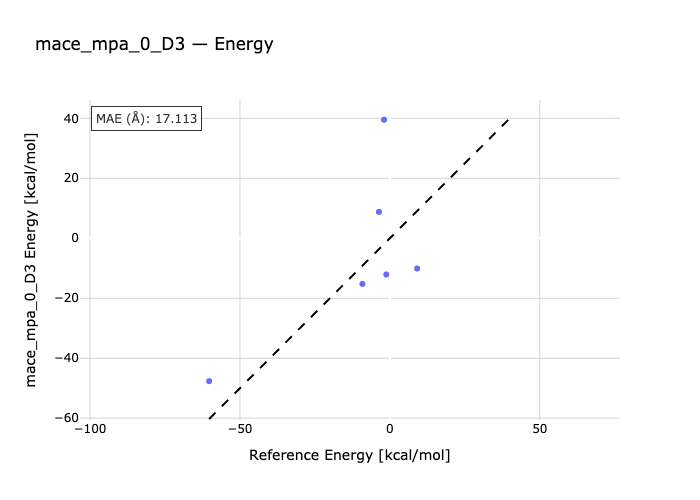 mace_mpa_0_D3 — Energy
MAE (Å): 17.113
mace_mpa_0_D3 Energy [kcal/mol]
40
20
0
−20
−40
−60
−100
−50
0
50
Reference Energy [kcal/mol]